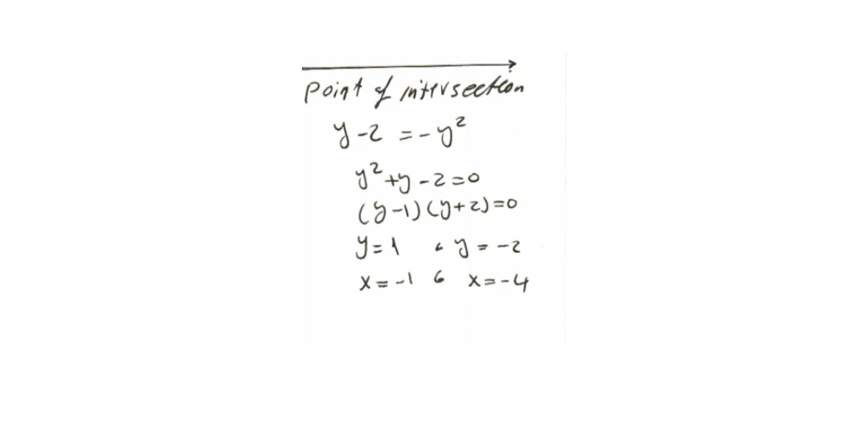 Point of intersection
y-2 = -y²
y²+y-2=0
(y-1)(y+2)=0
y=1 , y=-2
x=-1 , x=-4